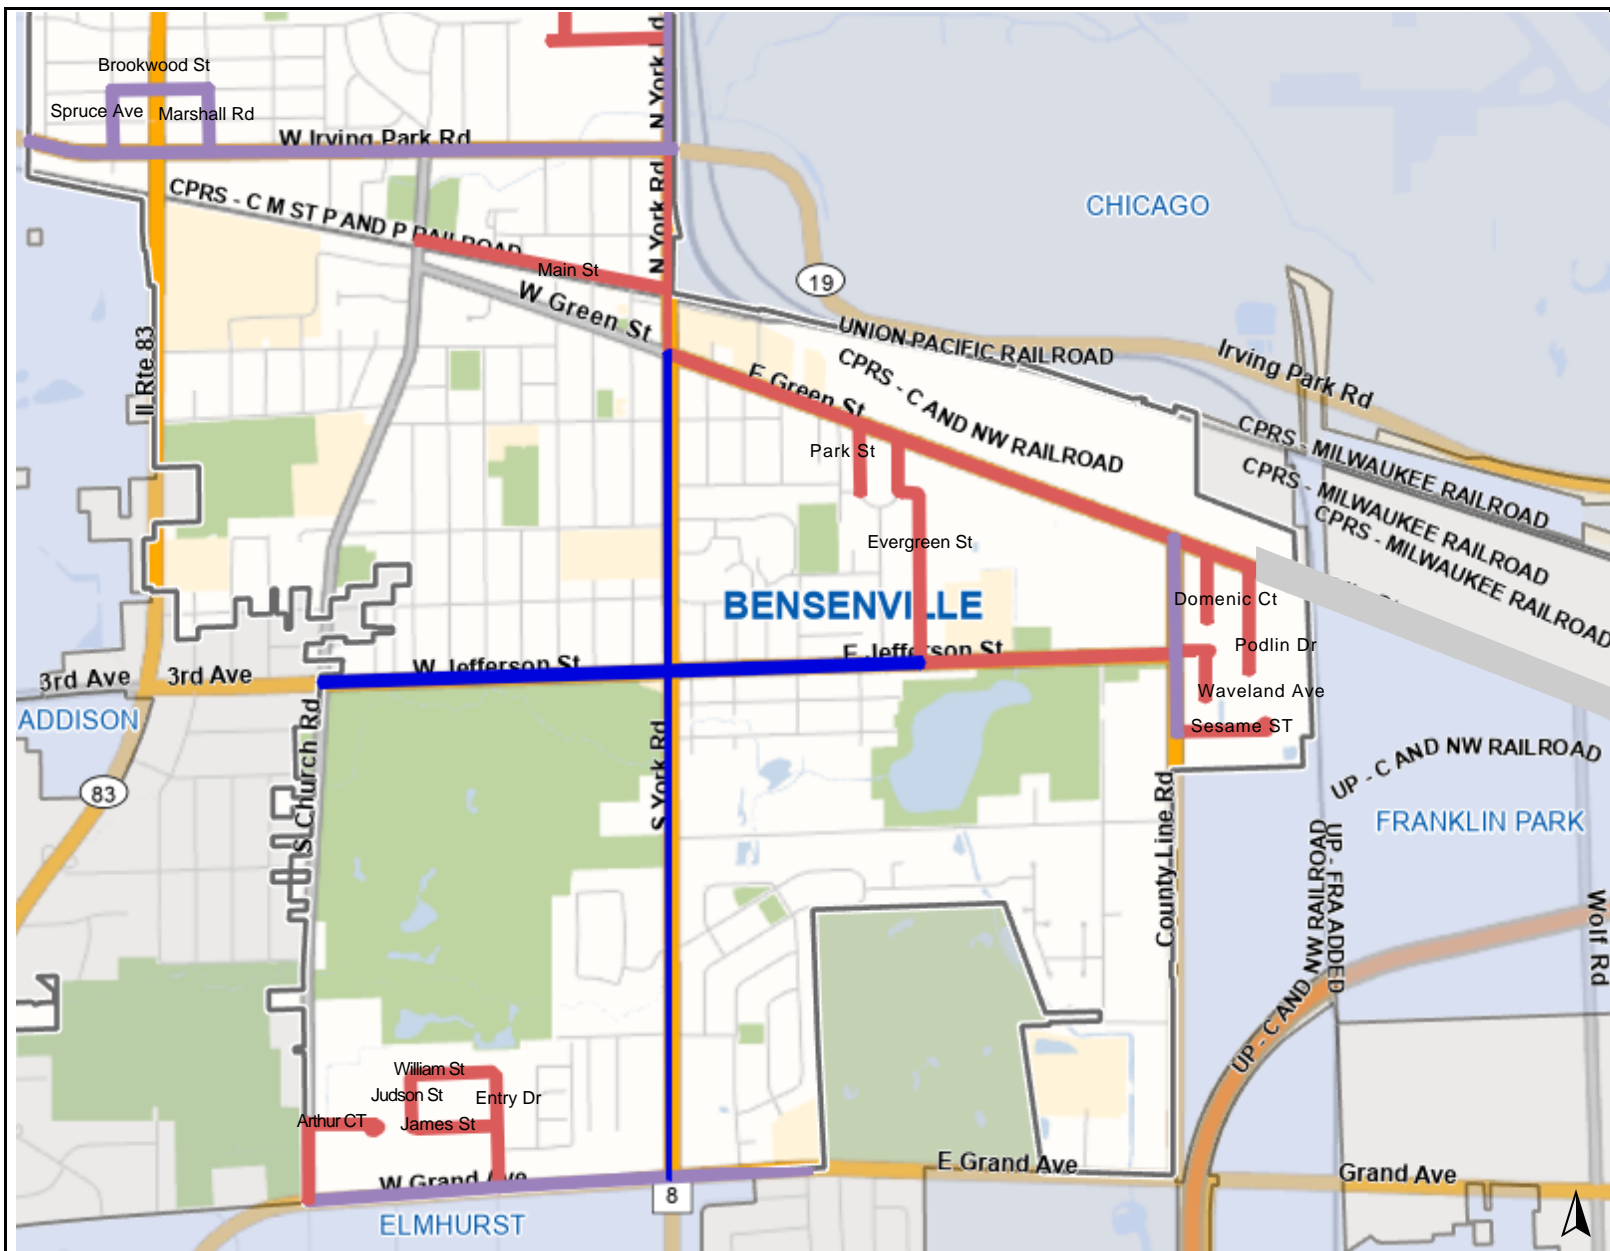 Brookwood St
Spruce Ave
Marshall Rd
W Irving Park Rd
N York Rd
N York Rd
CPRS - C M ST P AND P RAILROAD
Main St
W Green St
CHICAGO
19
UNION PACIFIC RAILROAD
Irving Park Rd
Il Rte 83
E Green St
CPRS - C AND NW RAILROAD
CPRS - MILWAUKEE RAILROAD
CPRS - MILWAUKEE RAILROAD
CPRS - MILWAUKEE RAILROAD
Park St
Evergreen St
BENSENVILLE
Domenic Ct
Podlin Dr
Waveland Ave
Sesame ST
3rd Ave
3rd Ave
W Jefferson St
E Jefferson St
ADDISON
83
S Church Rd
S York Rd
County Line Rd
UP - C AND NW RAILROAD
FRANKLIN PARK
UP - FRA ADDED
UP - C AND NW RAILROAD
Wolf Rd
William St
Judson St
Entry Dr
Arthur CT
James St
W Grand Ave
E Grand Ave
Grand Ave
8
ELMHURST